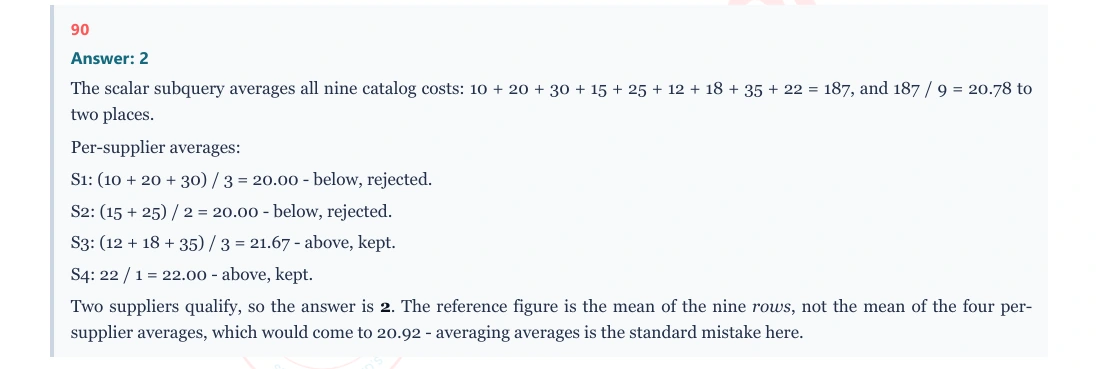 90
Answer: 2
The scalar subquery averages all nine catalog costs: 10 + 20 + 30 + 15 + 25 + 12 + 18 + 35 + 22 = 187, and 187 / 9 = 20.78 to
two places.
Per-supplier averages:
S1: (10 + 20 + 30) / 3 = 20.00 - below, rejected.
S2: (15 + 25) / 2 = 20.00 - below, rejected.
S3: (12 + 18 + 35) / 3 = 21.67 - above, kept.
S4: 22 / 1 = 22.00 - above, kept.
Two suppliers qualify, so the answer is 2. The reference figure is the mean of the nine rows, not the mean of the four per-
supplier averages, which would come to 20.92 - averaging averages is the standard mistake here.